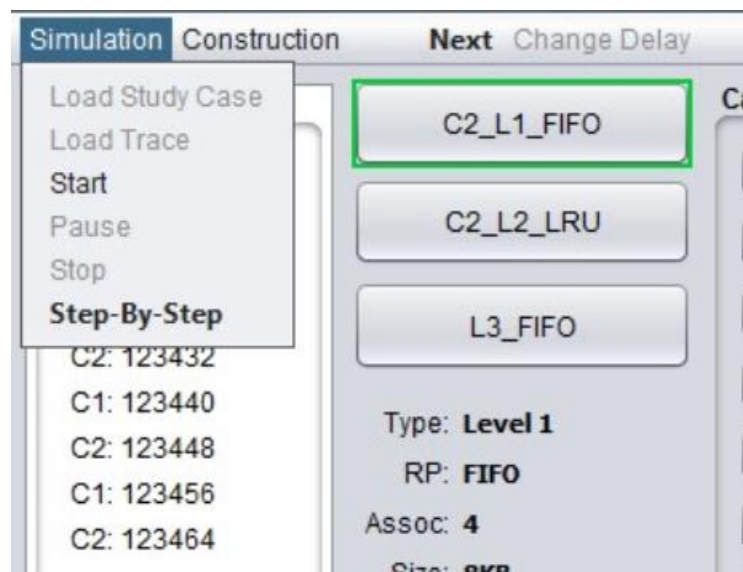 Simulation Construction Next Change Delay
Load Study Case
Load Trace
Start
Pause
Stop
Step-By-Step
C2: 123432
C1: 123440
C2: 123448
C1: 123456
C2: 123464
C2_L1_FIFO
C2_L2_LRU
L3_FIFO
Type: Level 1
RP: FIFO
Assoc: 4
Size: 8KB